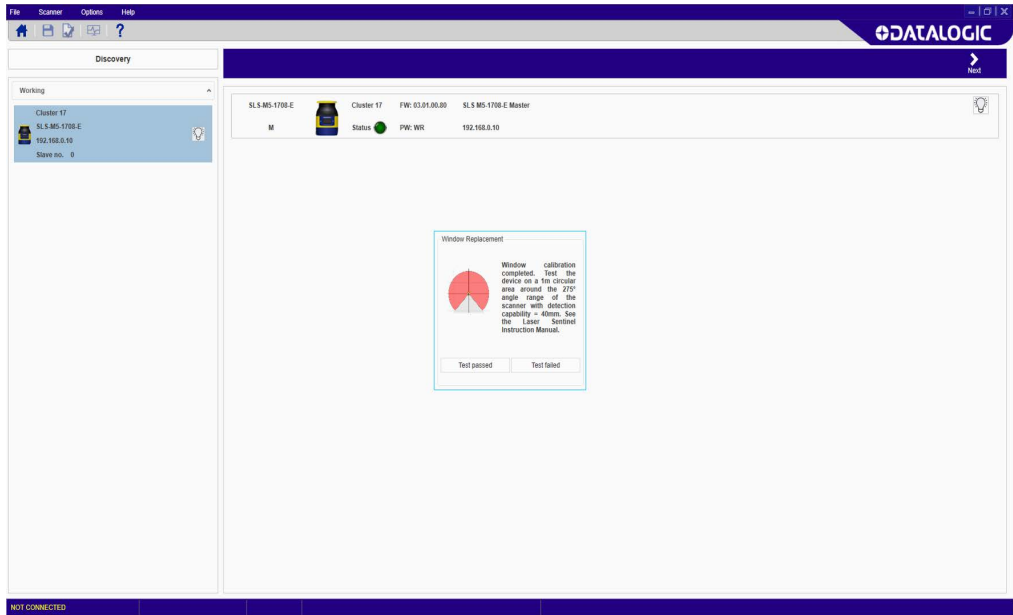 File Scanner Options Help
DATALOGIC
Discovery
Next
Working
Cluster 17
SLS-M5-1708-E
192.168.0.10
Slave no. 0
SLS-M5-1708-E Cluster 17 FW: 03.01.00.80 SLS M5-1708-E Master
M Status PW: WR 192.168.0.10
Window Replacement
Window calibration
completed. Test the
device on a 1m circular
area around the 275°
angle range of the
scanner with detection
capability = 40mm. See
the Laser Sentinel
Instruction Manual.
Test passed Test failed
NOT CONNECTED